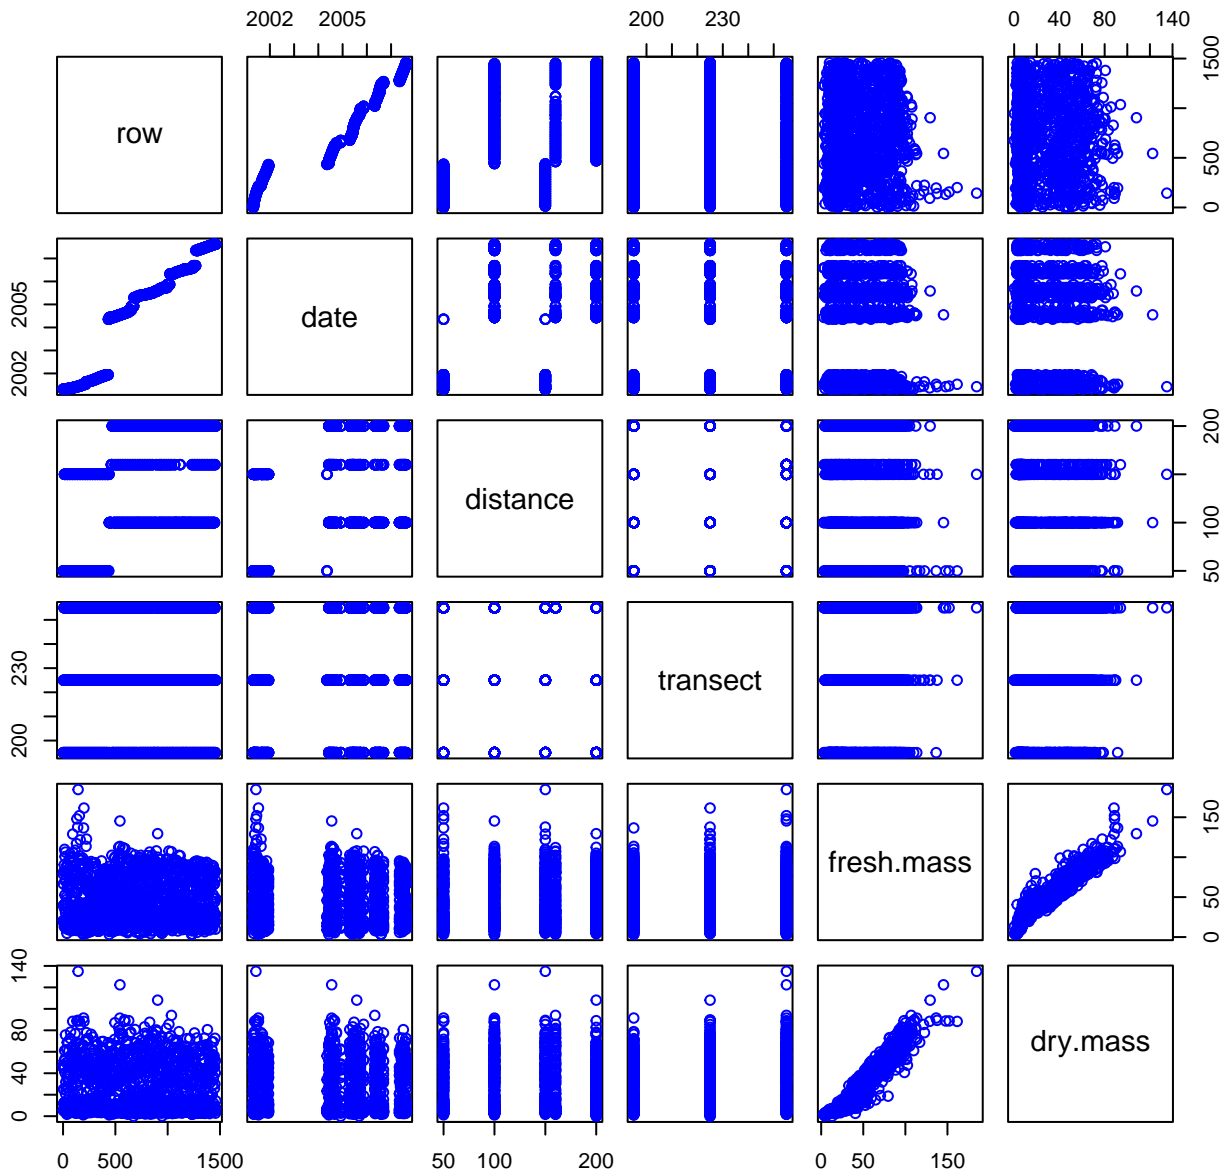 2002 2005 200 230 0 40 80 140
row 0 500 1500
2002 2005 date
distance 50 100 200
200 230 transect
fresh.mass 0 50 150
0 40 80 140 dry.mass
0 500 1500 50 100 200 0 50 150